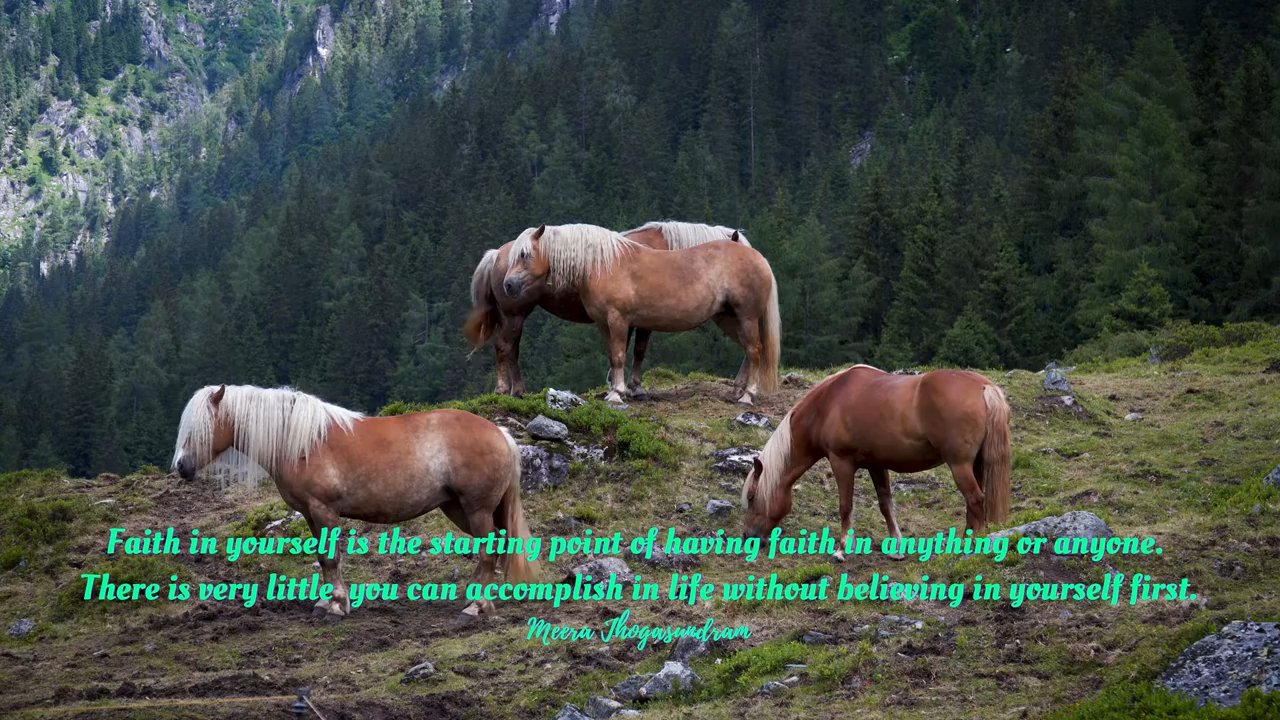 Faith in yourself is the starting point of having faith in anything or anyone.
There is very little you can accomplish in life without believing in yourself first.
Meera Thogasundram